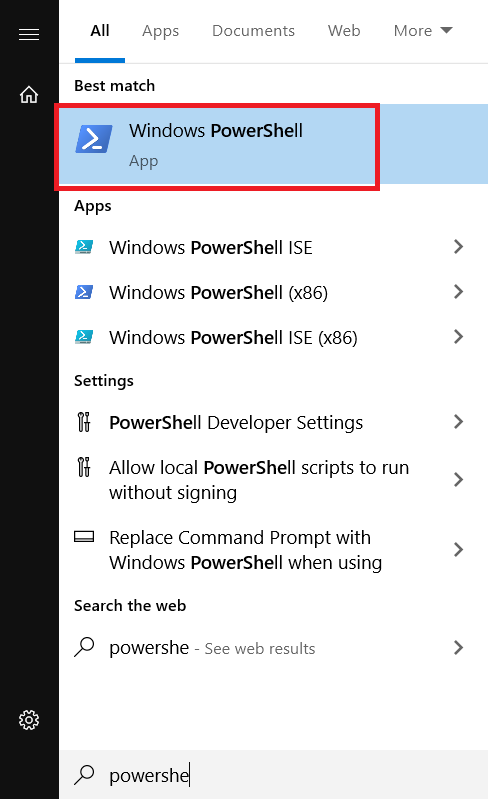 All Apps Documents Web More
Best match
Windows PowerShell
App
Apps
Windows PowerShell ISE
Windows PowerShell (x86)
Windows PowerShell ISE (x86)
Settings
PowerShell Developer Settings
Allow local PowerShell scripts to run
without signing
Replace Command Prompt with
Windows PowerShell when using
Search the web
powershe - See web results
powershe